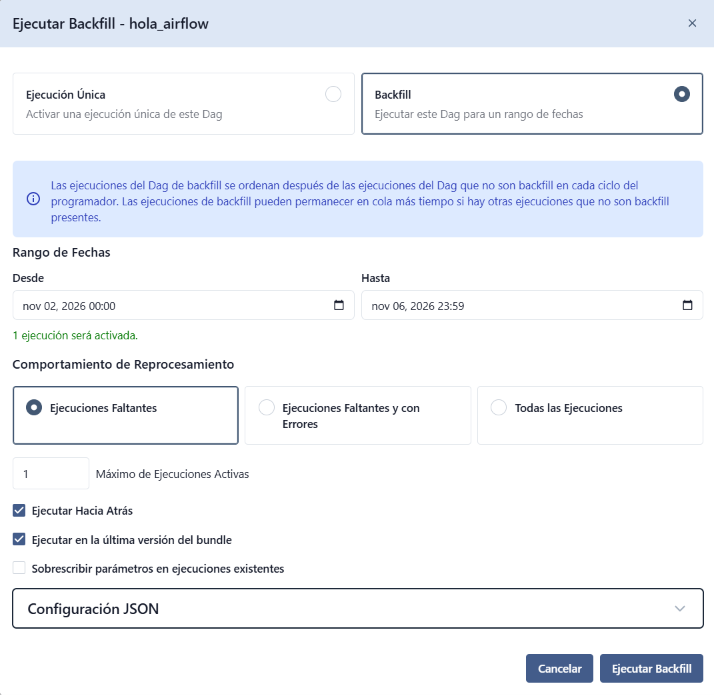 Ejecutar Backfill - hola_airflow
Ejecución Única
Activar una ejecución única de este Dag
Backfill
Ejecutar este Dag para un rango de fechas
Las ejecuciones del Dag de backfill se ordenan después de las ejecuciones del Dag que no son backfill en cada ciclo del
programador. Las ejecuciones de backfill pueden permanecer en cola más tiempo si hay otras ejecuciones que no son backfill
presentes.
Rango de Fechas
Desde
Hasta
nov 02, 2026 00:00
nov 06, 2026 23:59
1 ejecución será activada.
Comportamiento de Reprocesamiento
Ejecuciones Faltantes
Ejecuciones Faltantes y con
Errores
Todas las Ejecuciones
1
Máximo de Ejecuciones Activas
Ejecutar Hacia Atrás
Ejecutar en la última versión del bundle
Sobrescribir parámetros en ejecuciones existentes
Configuración JSON
Cancelar
Ejecutar Backfill